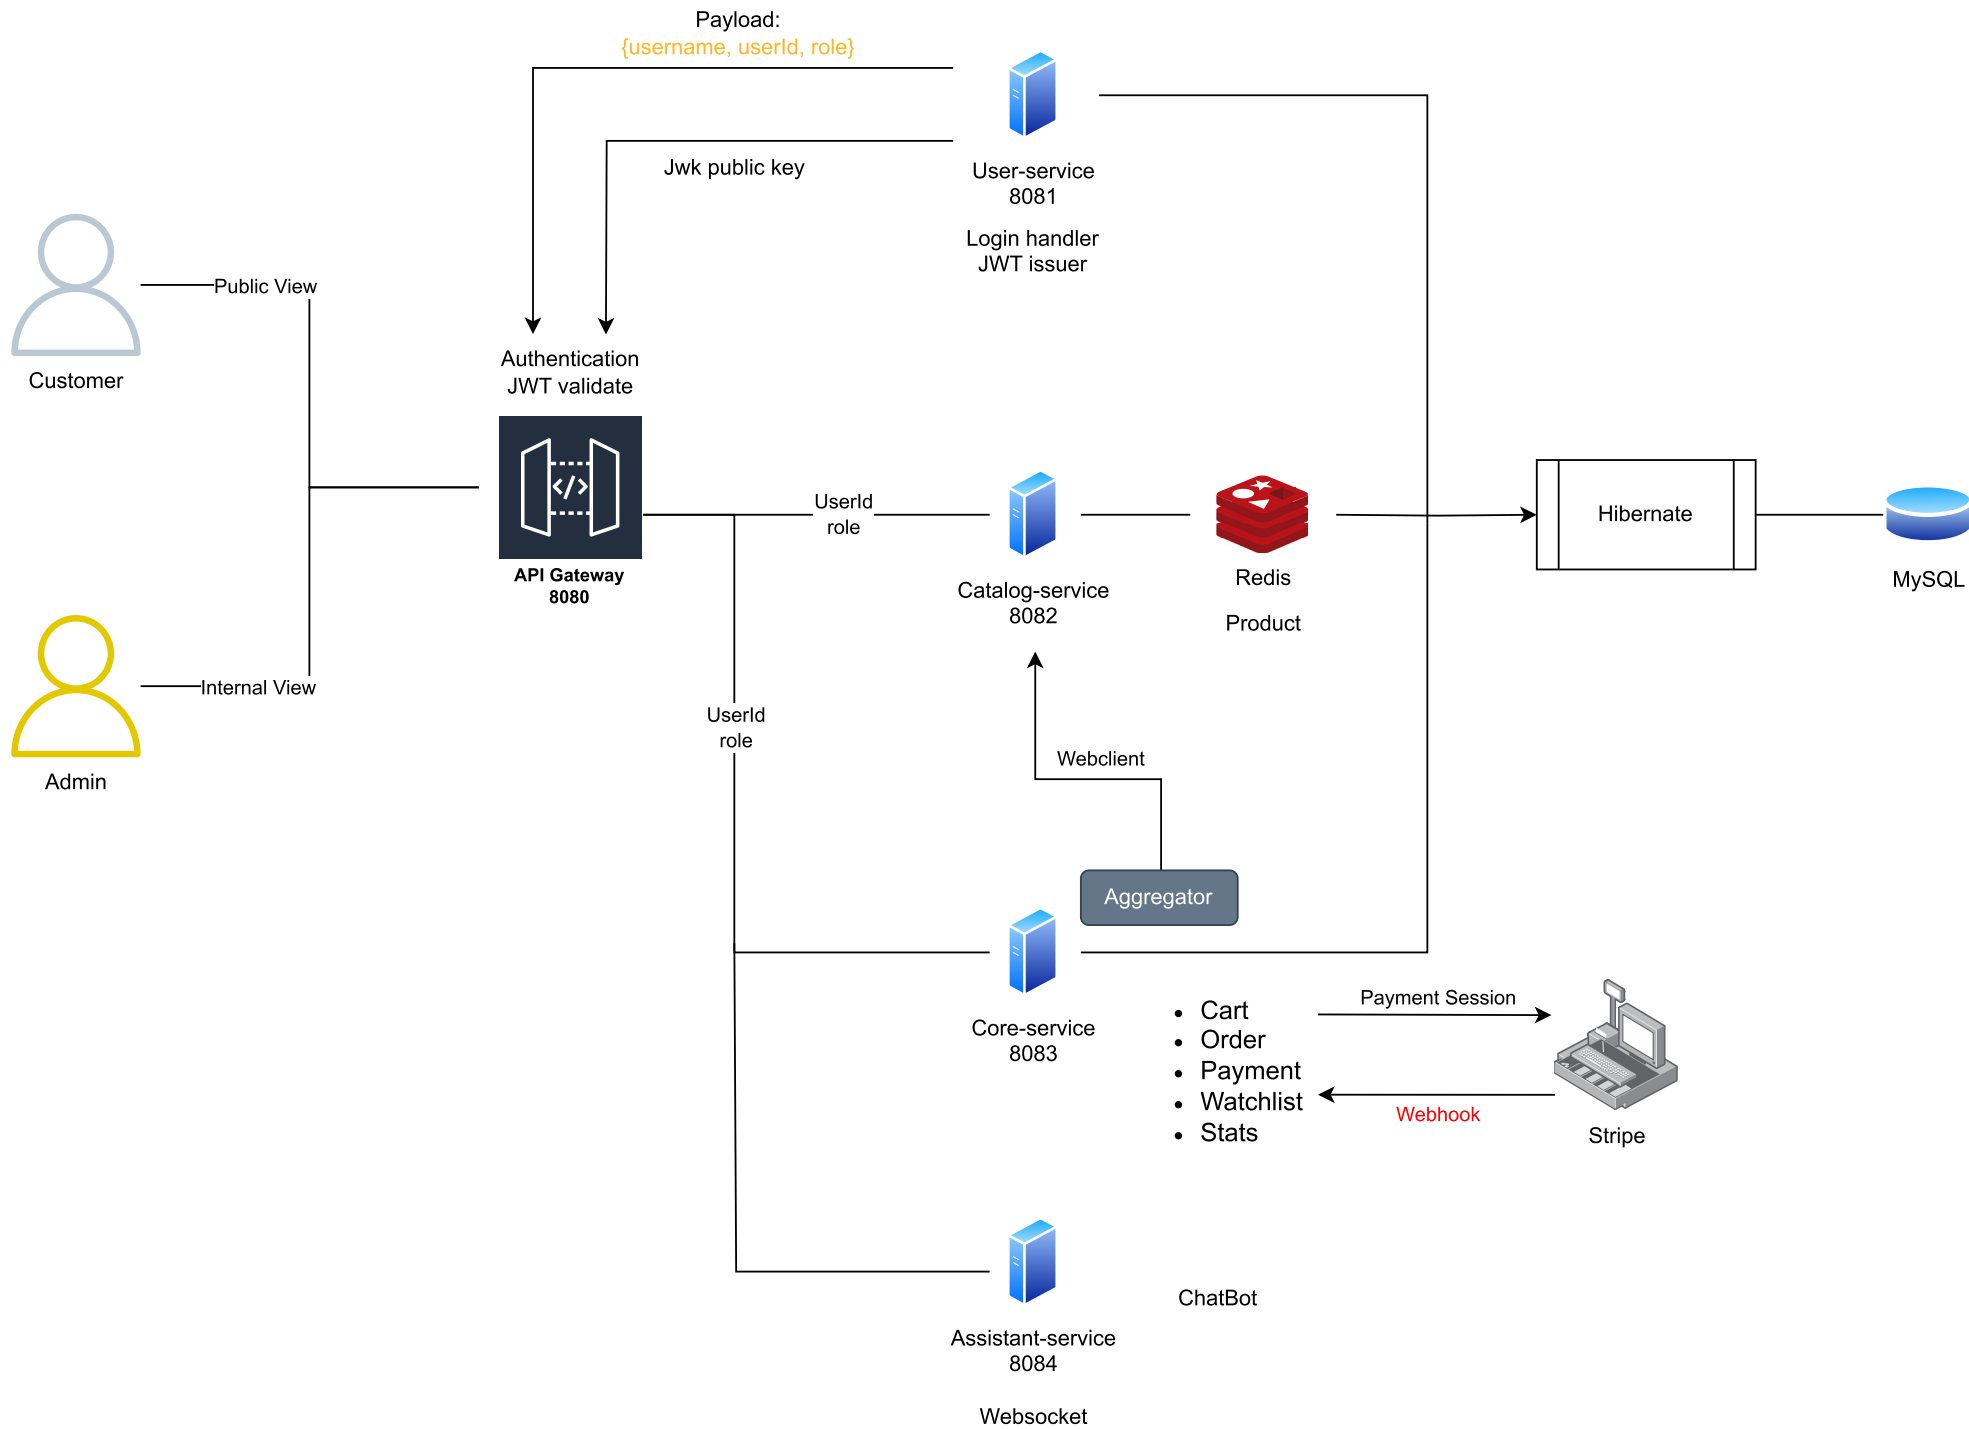 Payload:
{username, userId, role}
Jwk public key
User-service
8081
Login handler
JWT issuer
Public View
Customer
Authentication
JWT validate
API Gateway
8080
UserId
role
Catalog-service
8082
Redis
Product
Hibernate
MySQL
Internal View
Admin
UserId
role
Webclient
Aggregator
Core-service
8083
Cart
Order
Payment
Watchlist
Stats
Payment Session
Webhook
Stripe
ChatBot
Assistant-service
8084
Websocket